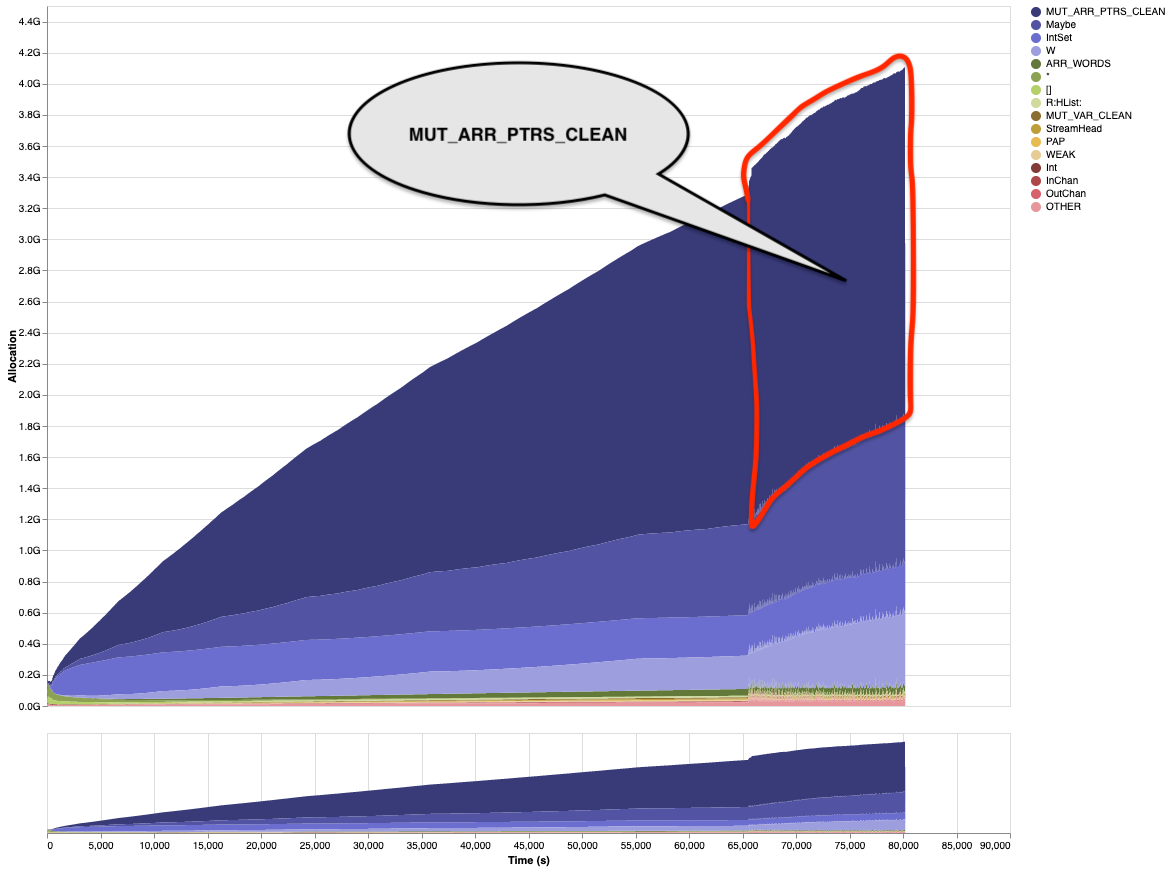 4.4G
4.2G
4.0G
3.8G
3.6G
3.4G
3.2G
3.0G
2.8G
2.6G
2.4G
2.2G
2.0G
1.8G
1.6G
1.4G
1.2G
1.0G
0.8G
0.6G
0.4G
0.2G
0.0G
Allocation
MUT_ARR_PTRS_CLEAN
MUT_ARR_PTRS_CLEAN
Maybe
IntSet
W
ARR_WORDS
*
[]
R:HList:
MUT_VAR_CLEAN
StreamHead
PAP
WEAK
Int
InChan
OutChan
OTHER
0 5,000 10,000 15,000 20,000 25,000 30,000 35,000 40,000 45,000 50,000 55,000 60,000 65,000 70,000 75,000 80,000 85,000 90,000
Time (s)